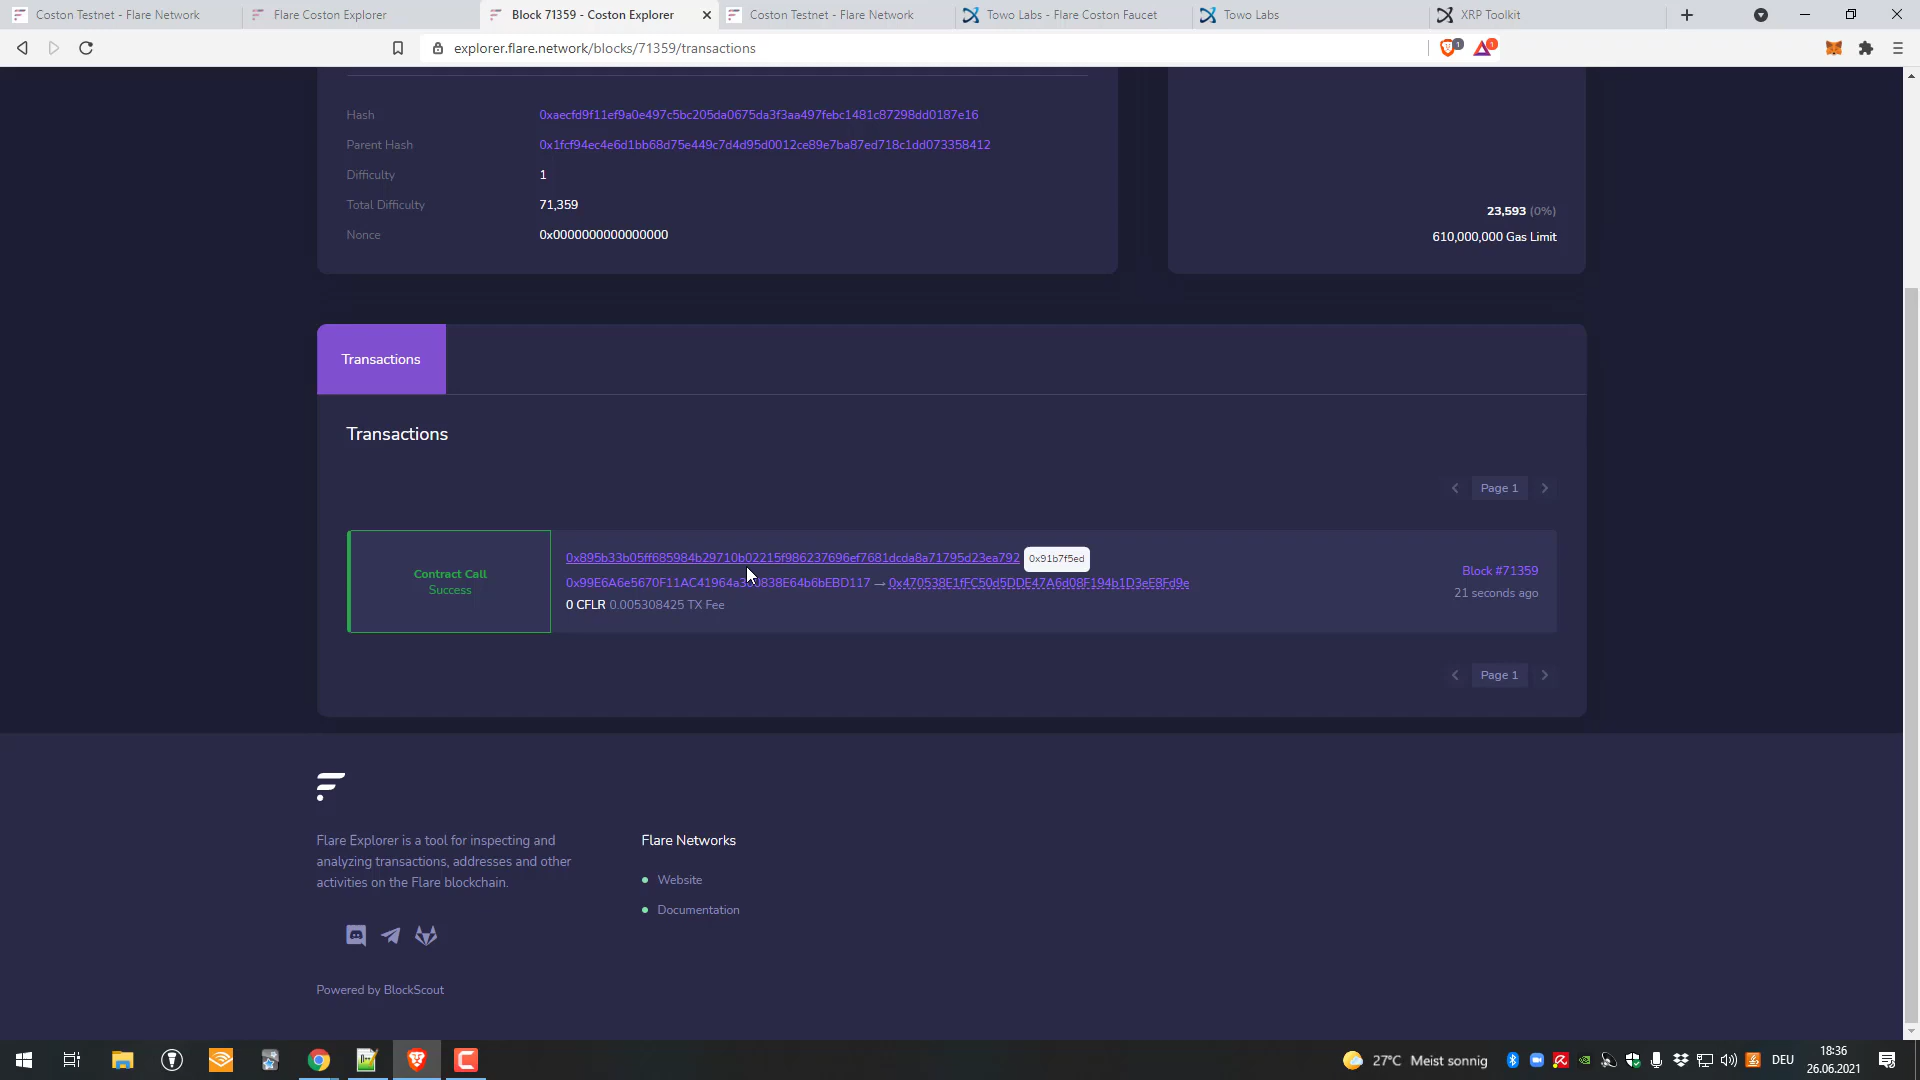 Coston Testnet - Flare Network
Flare Coston Explorer
Block 71359 - Coston Explorer
Coston Testnet - Flare Network
Towo Labs - Flare Coston Faucet
Towo Labs
XRP Toolkit
explorer.flare.network/blocks/71359/transactions
1
1
Hash
0xaecfd9f11ef9a0e497c5bc205da0675da3f3aa497febc1481c87298dd0187e16
Parent Hash
0x1fcf94ec4e6d1bb68d75e449c7d4d95d0012ce89e7ba87ed718c1dd073358412
Difficulty
1
Total Difficulty
71,359
Nonce
0x0000000000000000
23,593 (0%)
610,000,000 Gas Limit
Transactions
Transactions
Page 1
Contract Call
Success
0x895b33b05ff685984b29710b02215f986237696ef7681dcda8a71795d23ea792
0x91b7f5ed
→ 0x470538E1fFC50d5DDE47A6d08F194b1D3eE8Fd9e
0 CFLR 0.005308425 TX Fee
Block #71359
21 seconds ago
Page 1
Flare Explorer is a tool for inspecting and
analyzing transactions, addresses and other
activities on the Flare blockchain.
Flare Networks
Website
Documentation
Powered by BlockScout
27°C Meist sonnig
DEU
18:36
26.06.2021